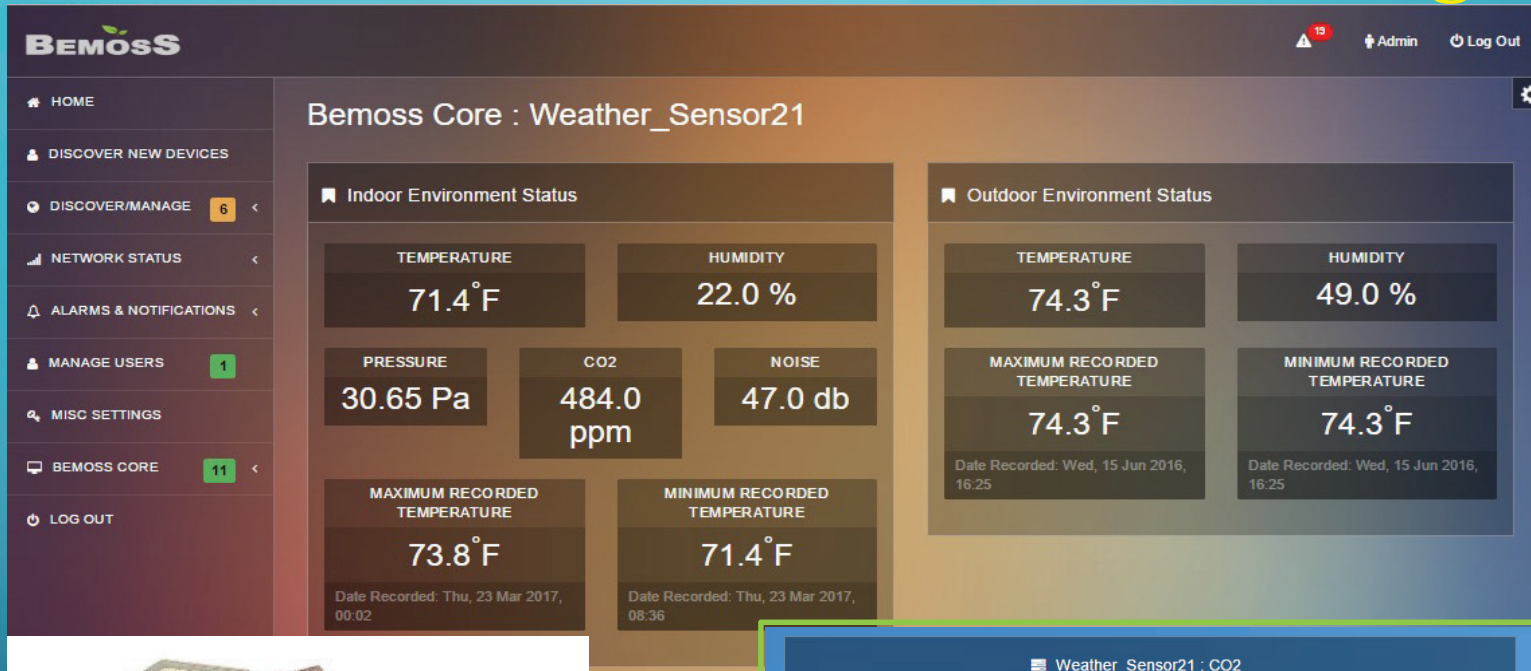 BEMOSS
19
Admin
Log Out
HOME
DISCOVER NEW DEVICES
DISCOVER/MANAGE 6
NETWORK STATUS
ALARMS & NOTIFICATIONS
MANAGE USERS 1
MISC SETTINGS
BEMOSS CORE 11
LOG OUT
Bemoss Core : Weather_Sensor21
Indoor Environment Status
TEMPERATURE
71.4°F
HUMIDITY
22.0 %
PRESSURE
30.65 Pa
CO2
484.0
ppm
NOISE
47.0 db
MAXIMUM RECORDED
TEMPERATURE
73.8°F
Date Recorded: Thu, 23 Mar 2017,
00:02
MINIMUM RECORDED
TEMPERATURE
71.4°F
Date Recorded: Thu, 23 Mar 2017,
08:36
Outdoor Environment Status
TEMPERATURE
74.3°F
HUMIDITY
49.0 %
MAXIMUM RECORDED
TEMPERATURE
74.3°F
Date Recorded: Wed, 15 Jun 2016,
16:25
MINIMUM RECORDED
TEMPERATURE
74.3°F
Date Recorded: Wed, 15 Jun 2016,
16:25
Weather_Sensor21 : CO2